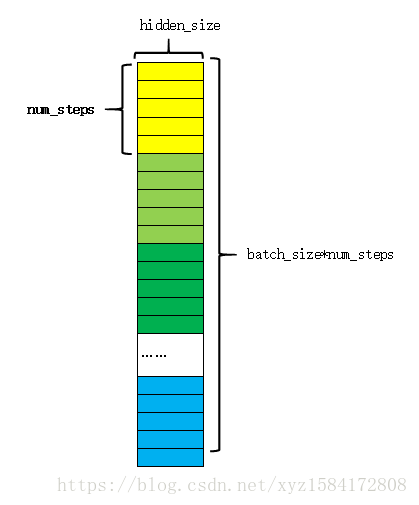 hidden_size
num_steps
batch_size*num_steps
……
https://blog.csdn.net/xyz1584172808